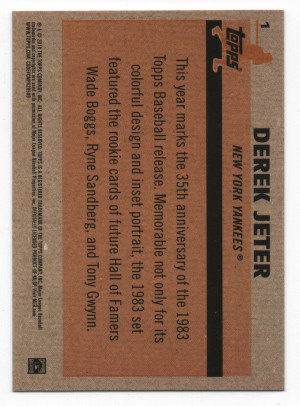 1
topps
DEREK JETER
NEW YORK YANKEES®
This year marks the 35th anniversary of the 1983
Topps Baseball release. Memorable not only for its
colorful design and inset portrait, the 1983 set
featured the rookie cards of future Hall of Famers
Wade Boggs, Ryne Sandberg, and Tony Gwynn.